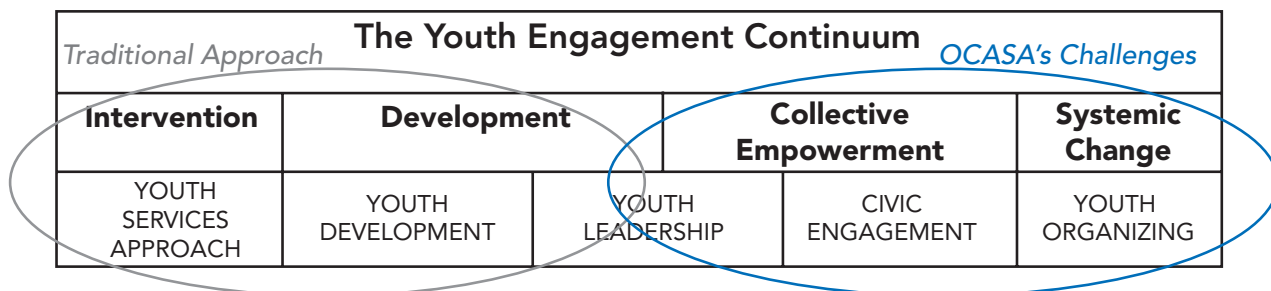 The Youth Engagement Continuum
Traditional Approach
OCASA's Challenges
Intervention
Development
Collective
Empowerment
Systemic
Change
YOUTH
SERVICES
APPROACH
YOUTH
DEVELOPMENT
YOUTH
LEADERSHIP
CIVIC
ENGAGEMENT
YOUTH
ORGANIZING